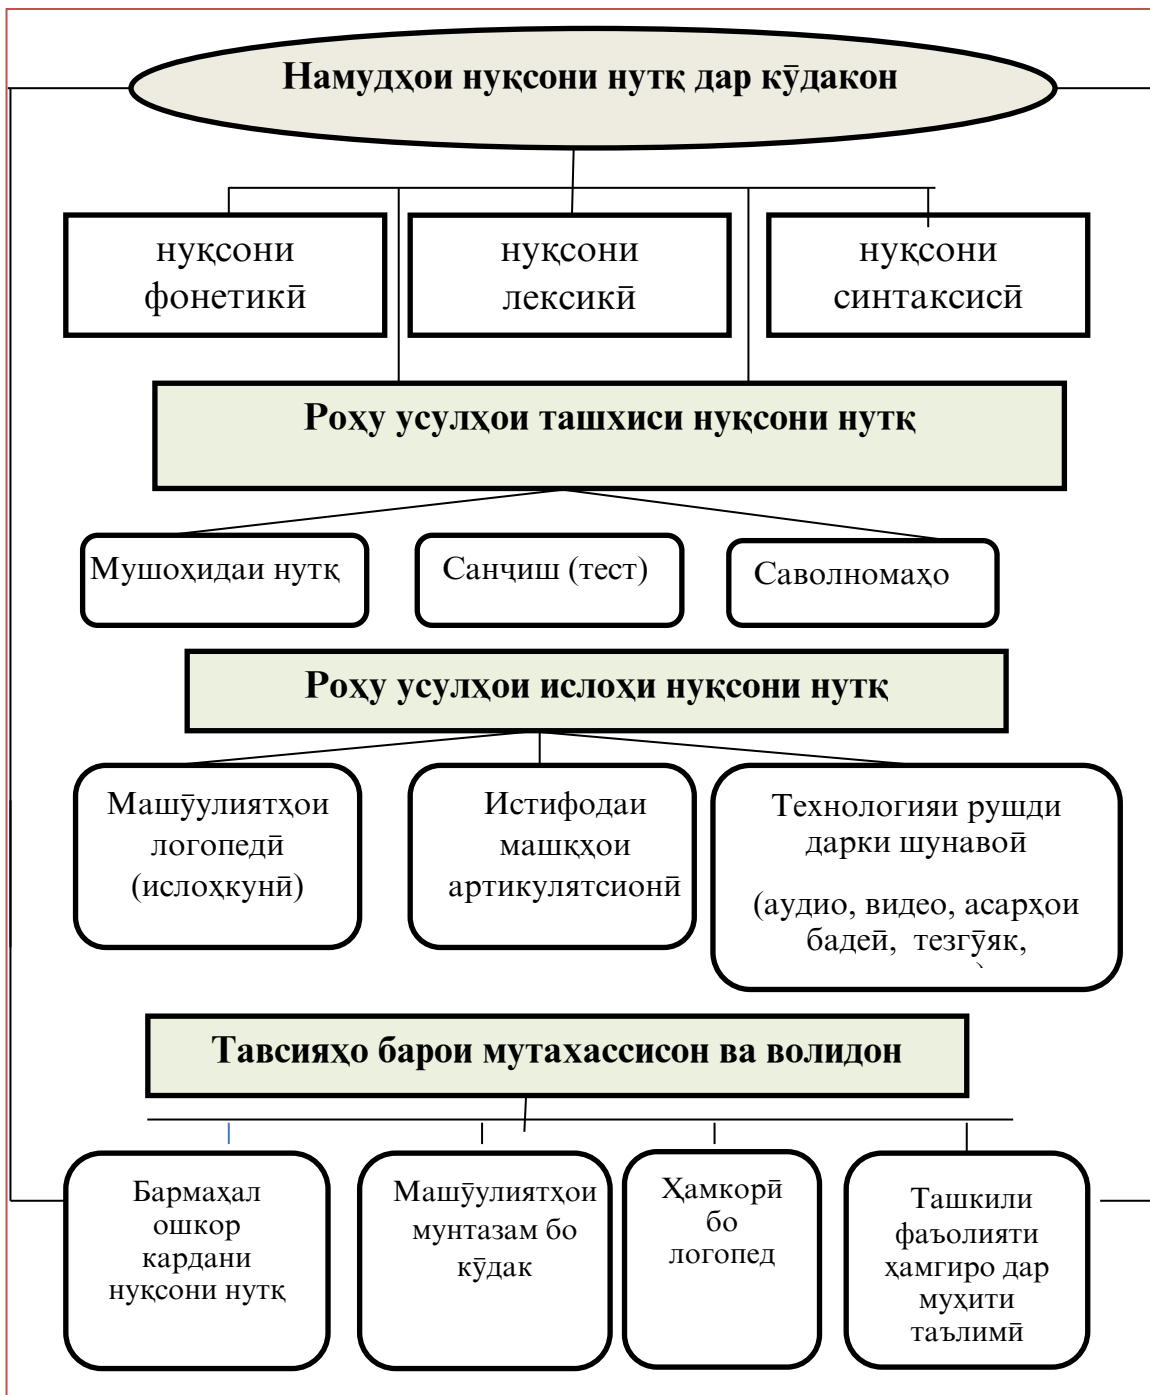 Намудҳои нуқсони нутқ дар кӯдакон
нуқсони
фонетикӣ
нуқсони
лексикӣ
нуқсони
синтаксисӣ
Роҳу усулҳои ташхиси нуқсони нутқ
Мушоҳидаи нутқ
Санҷиш (тест)
Саволномаҳо
Роҳу усулҳои ислоҳи нуқсони нутқ
Машӯулиятҳои
логопедӣ
(ислоҳкунӣ)
Истифодаи
машқҳои
артикулятсионӣ
Технологияи рушди
дарки шунавоӣ
(аудио, видео, асарҳои
бадеӣ, тезгӯяк,
Тавсияҳо барои мутахассисон ва волидон
Бармаҳал
ошкор
кардани
нуқсони нутқ
Машӯулиятҳои
мунтазам бо
кӯдак
Ҳамкорӣ
бо
логопед
Ташкили
фаъолияти
ҳамгиро дар
муҳити
таълимӣ